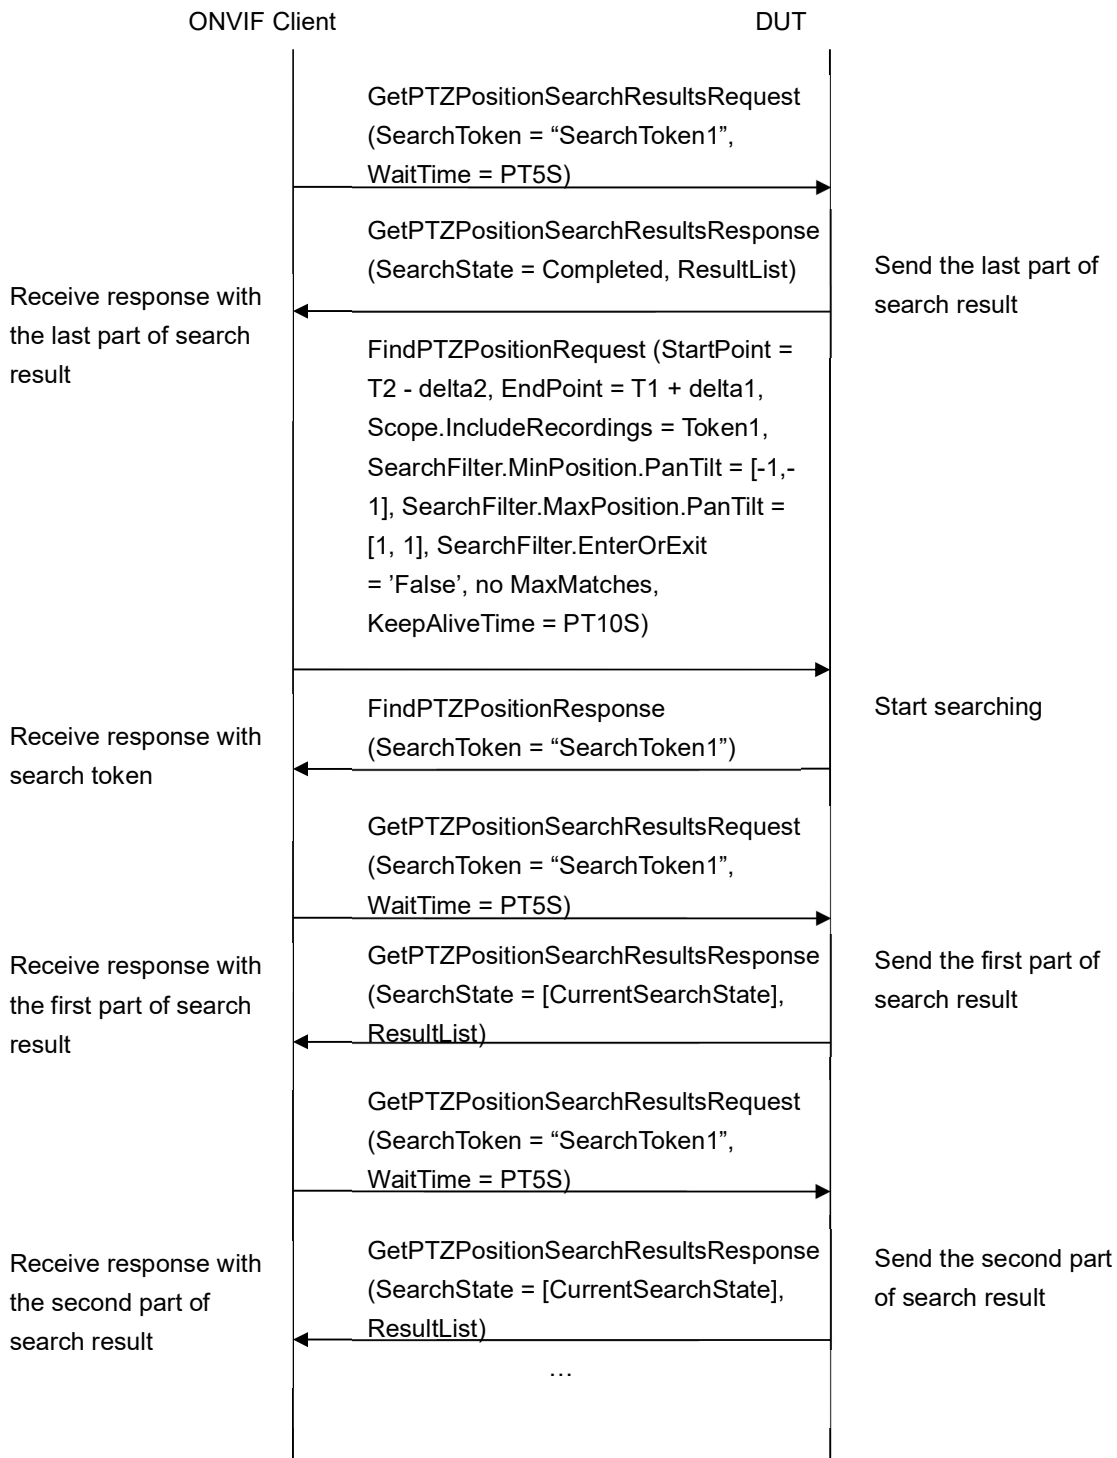 ONVIF Client
DUT
GetPTZPositionSearchResultsRequest
(SearchToken = “SearchToken1”,
WaitTime = PT5S)
GetPTZPositionSearchResultsResponse
(SearchState = Completed, ResultList)
Send the last part of
search result
Receive response with
the last part of search
result
FindPTZPositionRequest (StartPoint =
T2 - delta2, EndPoint = T1 + delta1,
Scope.IncludeRecordings = Token1,
SearchFilter.MinPosition.PanTilt = [-1,-
1], SearchFilter.MaxPosition.PanTilt =
[1, 1], SearchFilter.EnterOrExit
= ’False’, no MaxMatches,
KeepAliveTime = PT10S)
Start searching
FindPTZPositionResponse
(SearchToken = “SearchToken1”)
Receive response with
search token
GetPTZPositionSearchResultsRequest
(SearchToken = “SearchToken1”,
WaitTime = PT5S)
GetPTZPositionSearchResultsResponse
(SearchState = [CurrentSearchState],
ResultList)
Send the first part of
search result
Receive response with
the first part of search
result
GetPTZPositionSearchResultsRequest
(SearchToken = “SearchToken1”,
WaitTime = PT5S)
GetPTZPositionSearchResultsResponse
(SearchState = [CurrentSearchState],
ResultList)
Send the second part
of search result
Receive response with
the second part of
search result
…